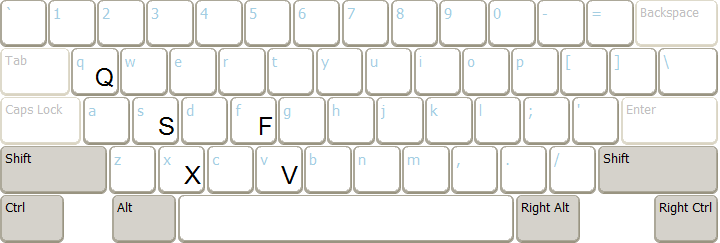 ` 1 2 3 4 5 6 7 8 9 0 - = Backspace
Tab q Q w e r t y u i o p [ ] \
Caps Lock a s S d f F g h j k l ; ' Enter
Shift z x X c v V b n m , . / Shift
Ctrl Alt Right Alt Right Ctrl